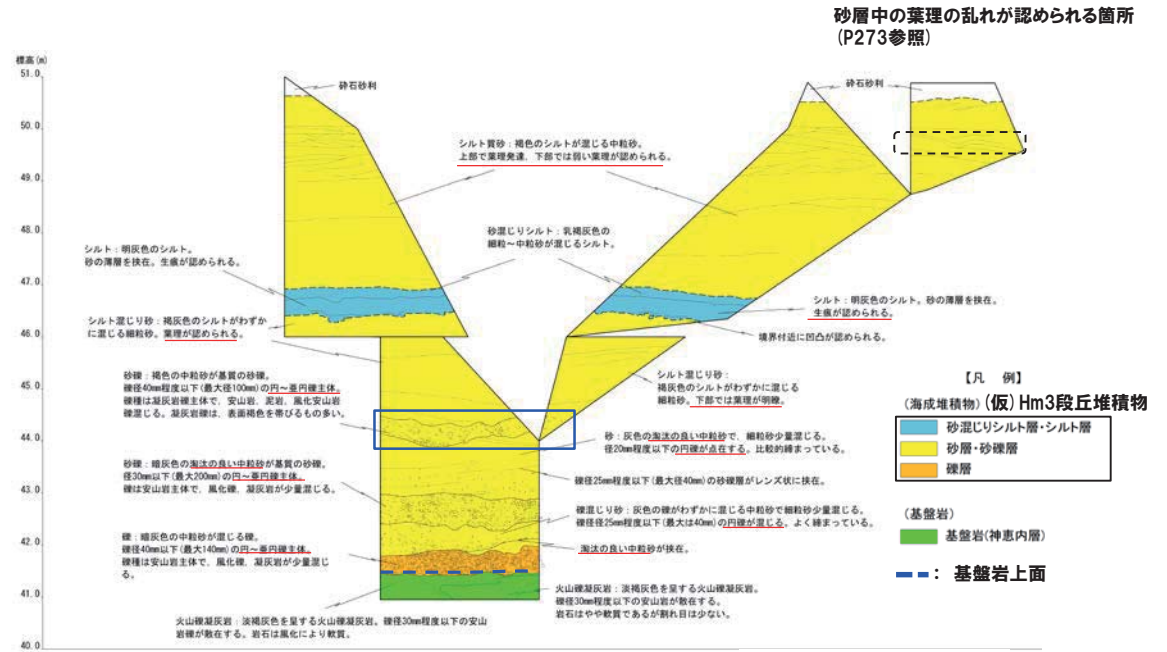 砂層中の葉理の乱れが認められる箇所
(P273参照)
標高(m)
51.0
50.0
49.0
48.0
47.0
46.0
45.0
44.0
43.0
42.0
41.0
40.0
砕石砂利
砕石砂利
シルト質砂：褐色のシルトが混じる中粒砂。
上部で葉理発達，下部では弱い葉理が認められる。
シルト：明灰色のシルト。
砂の薄層を挟在。生痕が認められる。
砂混じりシルト：乳褐色の
細粒～中粒砂が混じるシルト。
シルト：明灰色のシルト。砂の薄層を挟在。
生痕が認められる。
シルト混じり砂：褐灰色のシルトがわずか
に混じる細粒砂。葉理が認められる。
境界付近に凹凸が認められる。
砂礫：褐色の中粒砂が基質の砂礫。
礫径40mm程度以下(最大径100mm)の円～亜円礫主体。
礫種は凝灰岩礫主体で，安山岩，泥岩，風化安山岩
礫混じる。凝灰岩礫は，表面褐色を帯びるもの多い。
シルト混じり砂：
褐灰色のシルトがわずかに混じる
細粒砂。下部では葉理が明瞭。
砂：灰色の淘汰の良い中粒砂で，細粒砂少量混じる。
径20mm程度以下の円礫が点在する。比較的締まっている。
砂礫：暗灰色の淘汰の良い中粒砂が基質の砂礫。
径30mm以下(最大200mm)の円～亜円礫主体。
礫は安山岩主体で，風化礫，凝灰岩が少量混じる。
礫径25mm程度以下(最大径40mm)の砂礫層がレンズ状に挟在。
礫混じり砂：灰色の礫がわずかに混じる中粒砂で細粒砂少量混じる。
礫径径25mm程度以下(最大は40mm)の円礫が混じる。よく締まっている。
淘汰の良い中粒砂が挟在。
礫：暗灰色の中粒砂が混じる礫。
礫径40mm以下(最大140mm)の円～亜円礫主体。
礫種は安山岩主体で，風化礫，凝灰岩が少量混じ
る。
火山礫凝灰岩：淡褐灰色を呈する火山礫凝灰岩。
礫径30mm程度以下の安山岩が散在する。
岩石はやや軟質であるが割れ目は少ない。
火山礫凝灰岩：淡褐灰色を呈する火山礫凝灰岩。礫径30mm程度以下の安山
岩礫が散在する。岩石は風化により軟質。
【凡　例】
(海成堆積物) (仮)Hm3段丘堆積物
砂混じりシルト層･シルト層
砂層･砂礫層
礫層
(基盤岩)
基盤岩(神恵内層)
：基盤岩上面